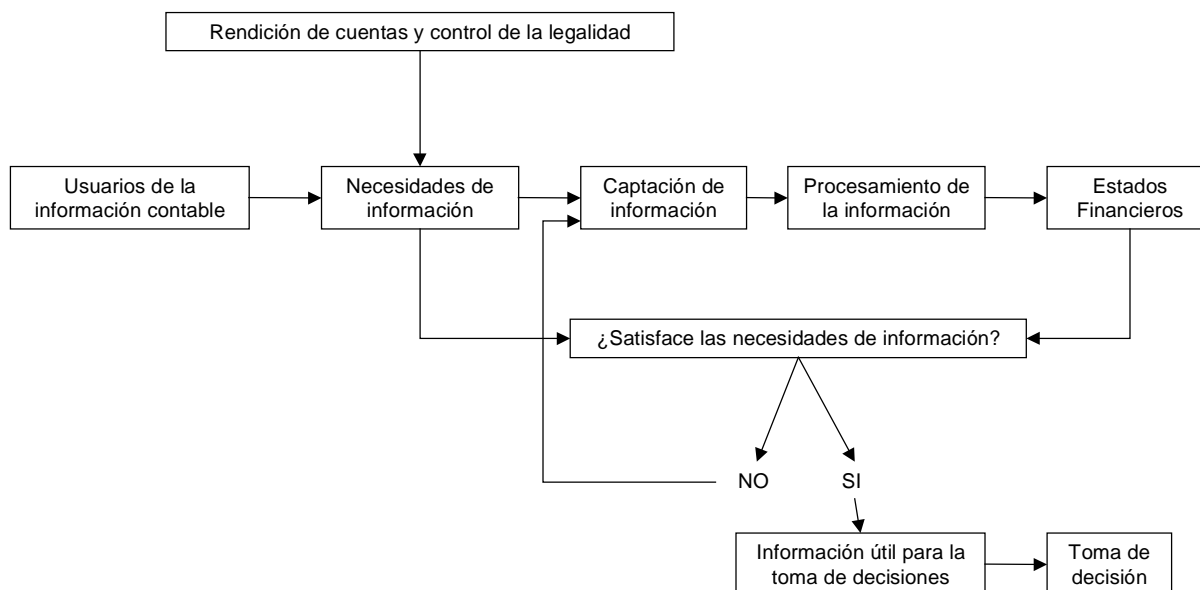 Rendición de cuentas y control de la legalidad
Usuarios de la
información contable
Necesidades de
información
Captación de
información
Procesamiento de
la información
Estados
Financieros
¿Satisface las necesidades de información?
NO
SI
Información útil para la
toma de decisiones
Toma de
decisión